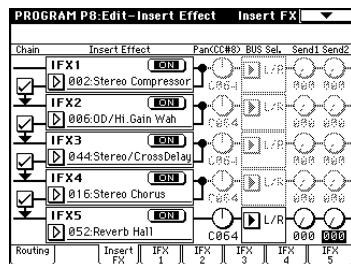 PROGRAM P8:Edit-Insert Effect Insert FX
Chain Insert Effect Pan(CC#8) BUS Sel. Send1 Send2
IFX1 ON
002:Stereo Compressor L/R
C064 000 000
IFX2 ON
006:OD/Hi.Gain Wah L/R
C064 000 000
IFX3 ON
044:Stereo/CrossDelay L/R
C064 000 000
IFX4 ON
016:Stereo Chorus L/R
C064 000 000
IFX5 ON
052:Reverb Hall L/R
C064 000 000
Routing Insert FX IFX 1 IFX 2 IFX 3 IFX 4 IFX 5